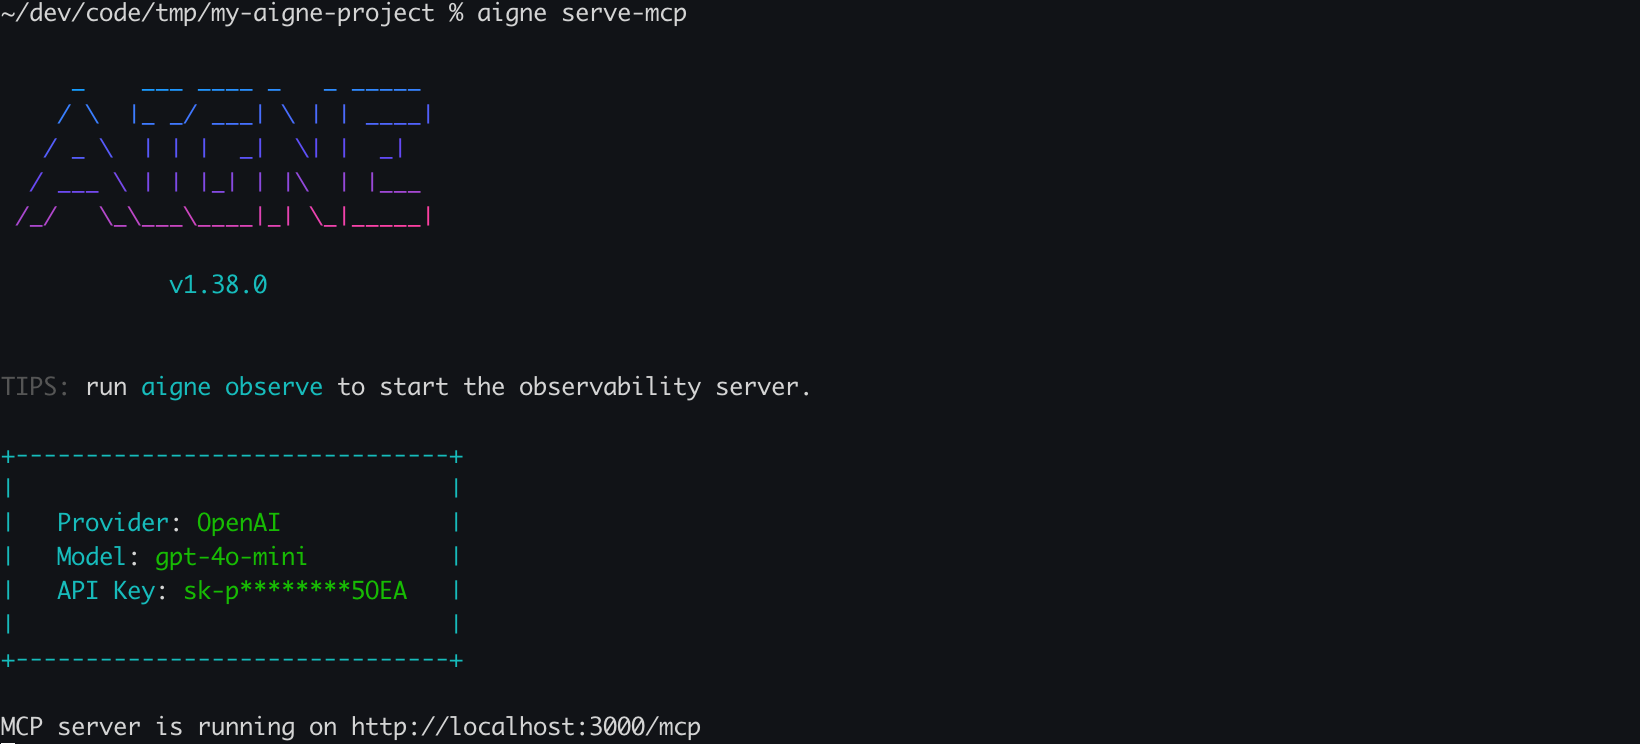 ~/dev/code/tmp/my-aigne-project % aigne serve-mcp
AIGNE
v1.38.0
TIPS: run aigne observe to start the observability server.
Provider: OpenAI
Model: gpt-4o-mini
API Key: sk-p********5OEA
MCP server is running on http://localhost:3000/mcp